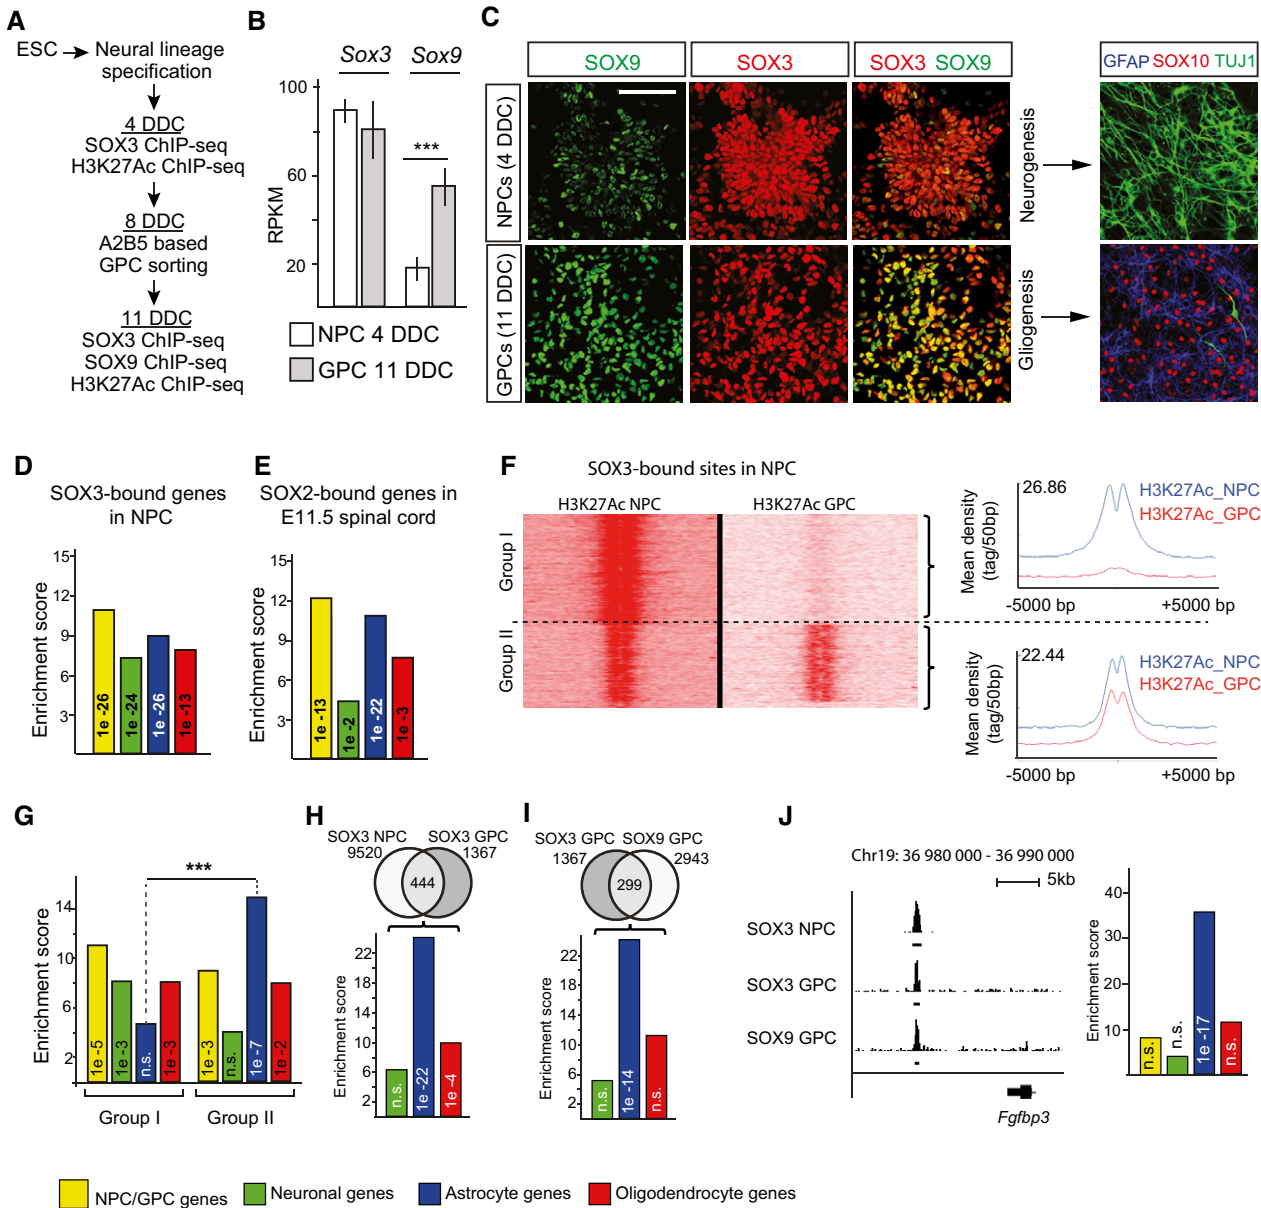 A
ESC
Neural lineage
specification
4 DDC
SOX3 ChIP-seq
H3K27Ac ChIP-seq
8 DDC
A2B5 based
GPC sorting
11 DDC
SOX3 ChIP-seq
SOX9 ChIP-seq
H3K27Ac ChIP-seq
B
Sox3 Sox9
RPKM
100
60
20
***
NPC 4 DDC
GPC 11 DDC
C
SOX9
SOX3
SOX3 SOX9
GFAP SOX10 TUJ1
NPCs (4 DDC)
GPCs (11 DDC)
Neurogenesis
Gliogenesis
D
SOX3-bound genes
in NPC
Enrichment score
15
12
9
6
3
1e -26
1e -24
1e -26
1e -13
E
SOX2-bound genes in
E11.5 spinal cord
Enrichment score
15
12
9
6
3
1e -13
1e -2
1e -22
1e -3
F
SOX3-bound sites in NPC
H3K27Ac NPC
H3K27Ac GPC
Group I
Group II
Mean density
(tag/50bp)
26.86
H3K27Ac_NPC
H3K27Ac_GPC
-5000 bp
+5000 bp
Mean density
(tag/50bp)
22.44
H3K27Ac_NPC
H3K27Ac_GPC
-5000 bp
+5000 bp
G
Enrichment score
14
10
6
2
***
1e -5
1e -3
n.s.
1e -3
1e -3
n.s.
1e -7
1e -2
Group I
Group II
H
SOX3 NPC
9520
SOX3 GPC
1367
444
Enrichment score
22
18
14
10
6
2
n.s.
1e -22
1e -4
I
SOX3 GPC
1367
SOX9 GPC
2943
299
Enrichment score
22
18
14
10
6
2
n.s.
1e -14
n.s.
J
Chr19: 36 980 000 - 36 990 000
5kb
SOX3 NPC
SOX3 GPC
SOX9 GPC
Fgfbp3
Enrichment score
40
30
20
10
n.s.
n.s.
1e -17
n.s.
NPC/GPC genes
Neuronal genes
Astrocyte genes
Oligodendrocyte genes